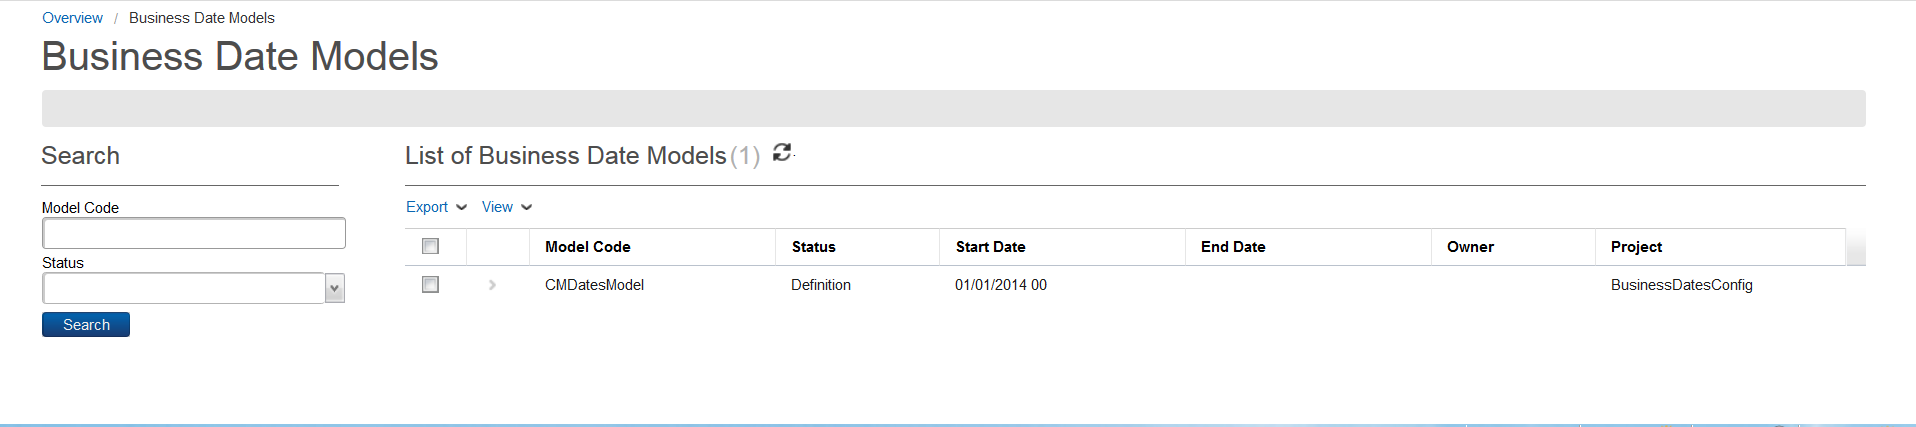 Overview / Business Date Models
Business Date Models
Search
Model Code
Status
Search
List of Business Date Models (1)
Export View
Model Code Status Start Date End Date Owner Project
CMDatesModel Definition 01/01/2014 00 BusinessDatesConfig